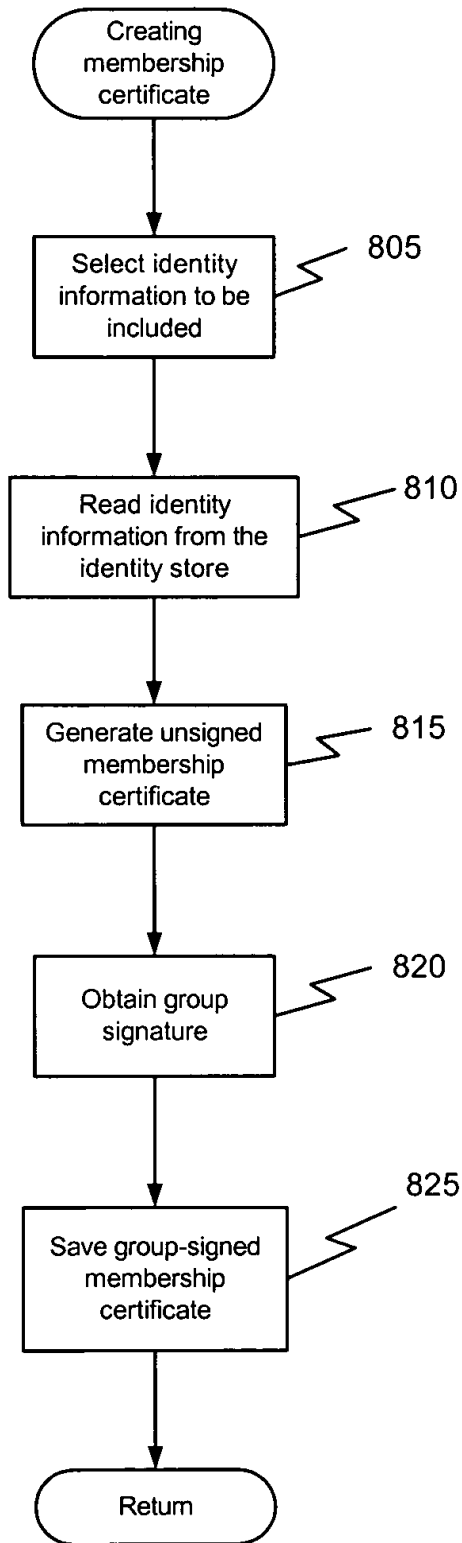 Creating
membership
certificate
Select identity
information to be
included
805
Read identity
information from the
identity store
810
Generate unsigned
membership
certificate
815
Obtain group
signature
820
Save group-signed
membership
certificate
825
Return